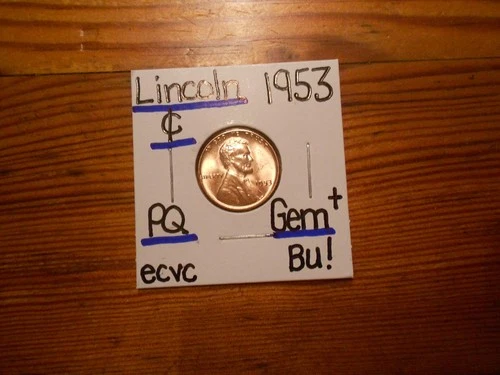 Lincoln 1953
¢
PQ Gem+
ecvc Bu!